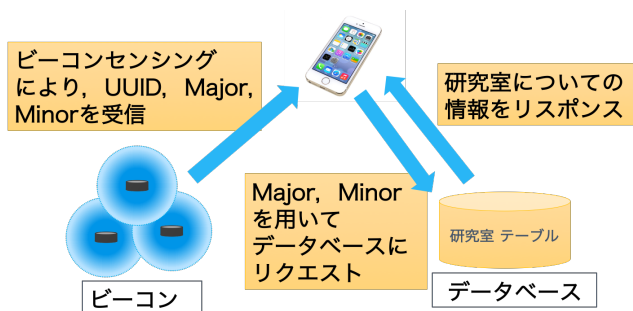 ビーコンセンシング
により，UUID，Major，
Minorを受信
研究室についての
情報をリスポンス
Major，Minor
を用いて
データベースに
リクエスト
研究室 テーブル
ビーコン
データベース